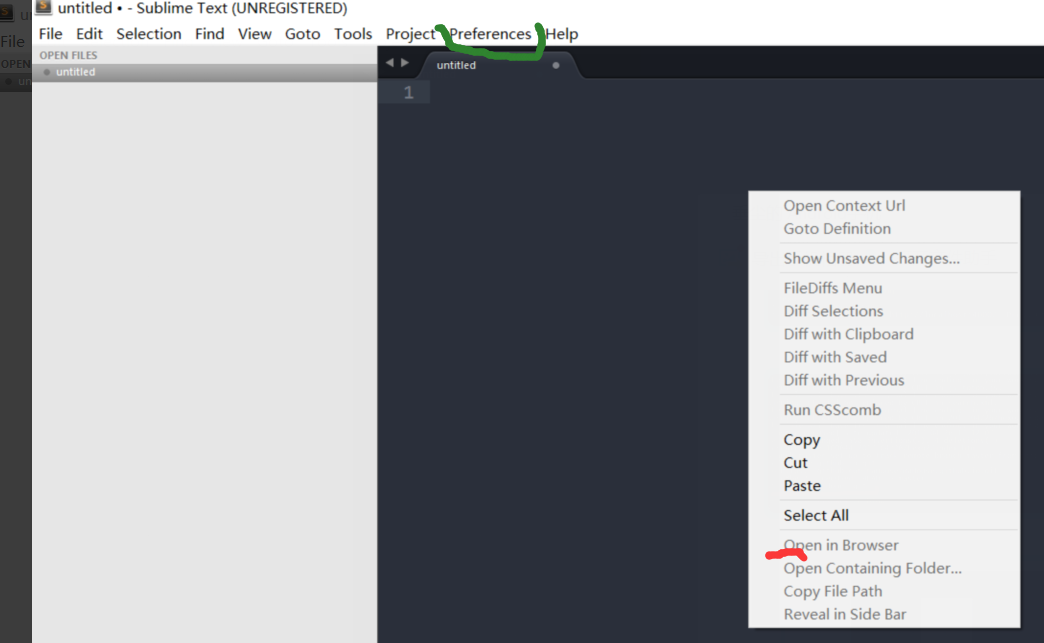 untitled • - Sublime Text (UNREGISTERED)
File Edit Selection Find View Goto Tools Project Preferences Help
OPEN FILES
untitled
untitled
1
Open Context Url
Goto Definition
Show Unsaved Changes...
FileDiffs Menu
Diff Selections
Diff with Clipboard
Diff with Saved
Diff with Previous
Run CSScomb
Copy
Cut
Paste
Select All
Open in Browser
Open Containing Folder...
Copy File Path
Reveal in Side Bar
File
OPEN